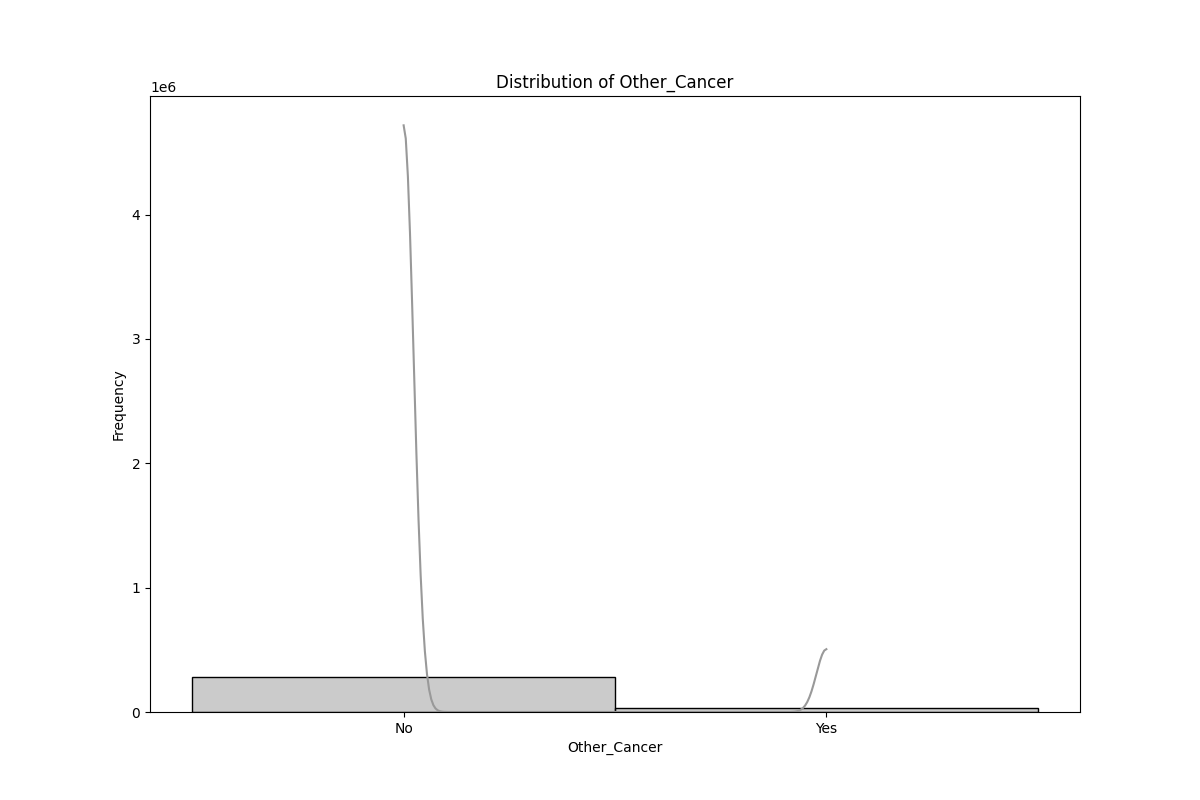 Distribution of Other_Cancer
1e6
4
3
2
1
0
Frequency
No Yes
Other_Cancer